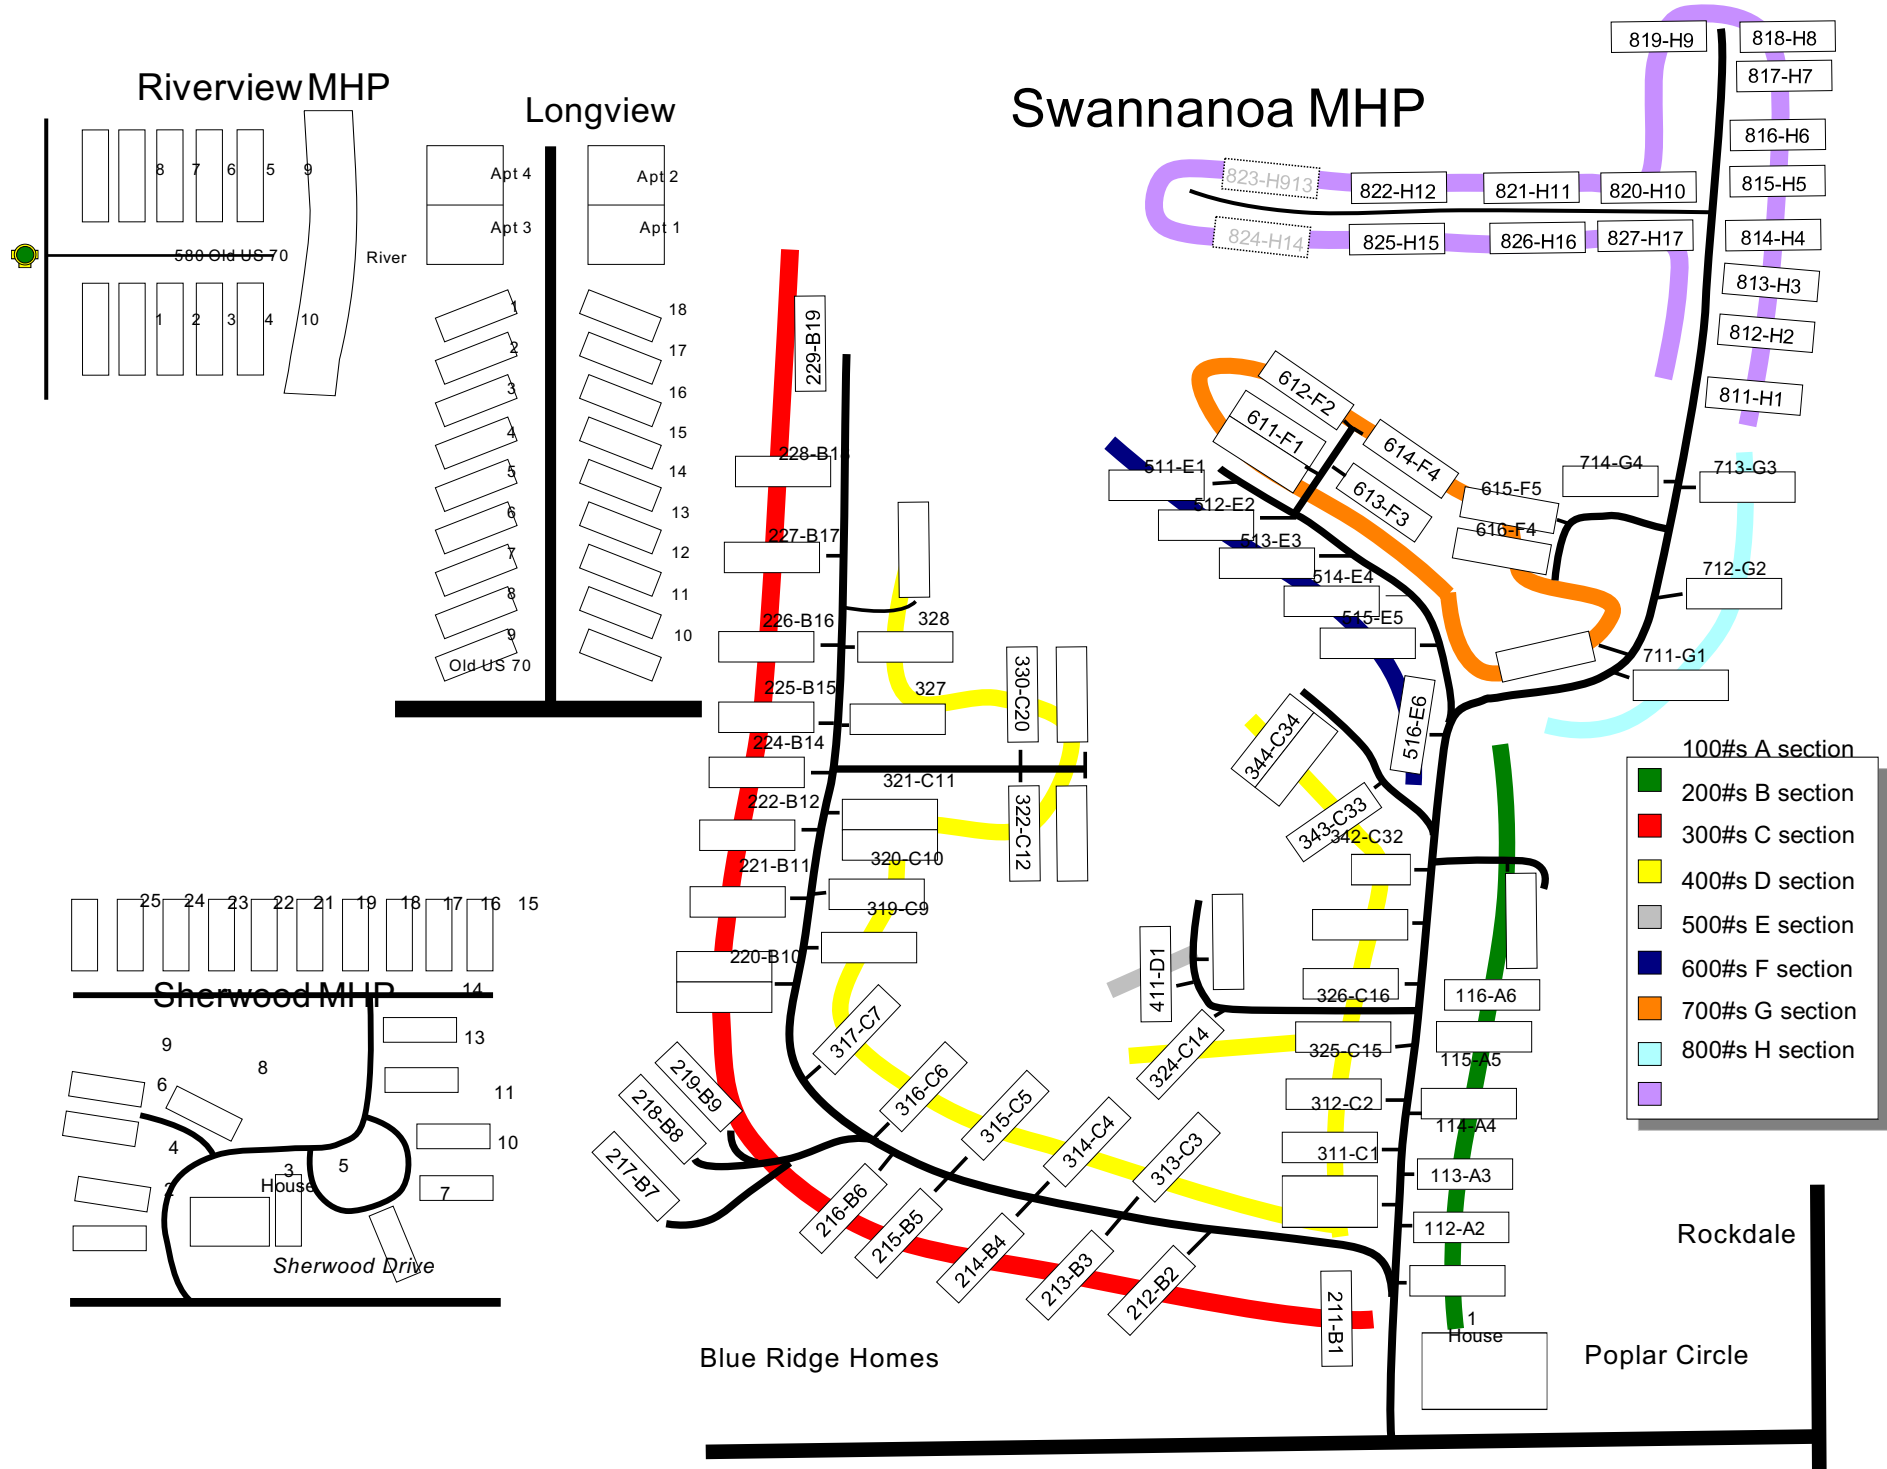 Riverview MHP
8 7 6 5 9
580 Old US 70
River
1 2 3 4 10
Longview
Apt 4
Apt 2
Apt 3
Apt 1
1
18
2
17
3
16
4
15
5
14
6
13
7
12
8
11
9
10
Old US 70
Swannanoa MHP
819-H9
818-H8
817-H7
816-H6
815-H5
814-H4
813-H3
812-H2
811-H1
823-H913
822-H12
821-H11
820-H10
824-H14
825-H15
826-H16
827-H17
612-F2
611-F1
614-F4
613-F3
615-F5
616-F4
714-G4
713-G3
712-G2
711-G1
511-E1
512-E2
513-E3
514-E4
515-E5
516-E6
229-B19
228-B18
227-B17
226-B16
328
225-B15
327
224-B14
330-C20
321-C11
222-B12
322-C12
320-C10
221-B11
319-C9
220-B10
317-C7
219-B9
218-B8
217-B7
316-C6
315-C5
314-C4
313-C3
216-B6
215-B5
214-B4
213-B3
212-B2
211-B1
344-C34
343-C33
342-C32
411-D1
324-C14
326-C16
325-C15
312-C2
311-C1
116-A6
115-A5
114-A4
113-A3
112-A2
1
House
100#s A section
200#s B section
300#s C section
400#s D section
500#s E section
600#s F section
700#s G section
800#s H section
Rockdale
Poplar Circle
Blue Ridge Homes
25 24 23 22 21 19 18 17 16 15
14
Sherwood MHP
13
9
8
6
11
4
10
3
5
2
House
7
Sherwood Drive